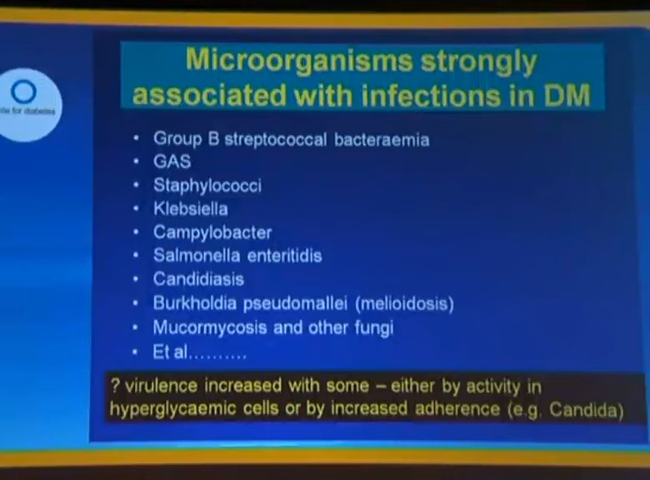 Microorganisms strongly
associated with infections in DM
for diabetes
• Group B streptococcal bacteraemia
• GAS
• Staphylococci
• Klebsiella
• Campylobacter
• Salmonella enteritidis
• Candidiasis
• Burkholdia pseudomallei (melioidosis)
• Mucormycosis and other fungi
• Et al..........
? virulence increased with some – either by activity in
hyperglycaemic cells or by increased adherence (e.g. Candida)